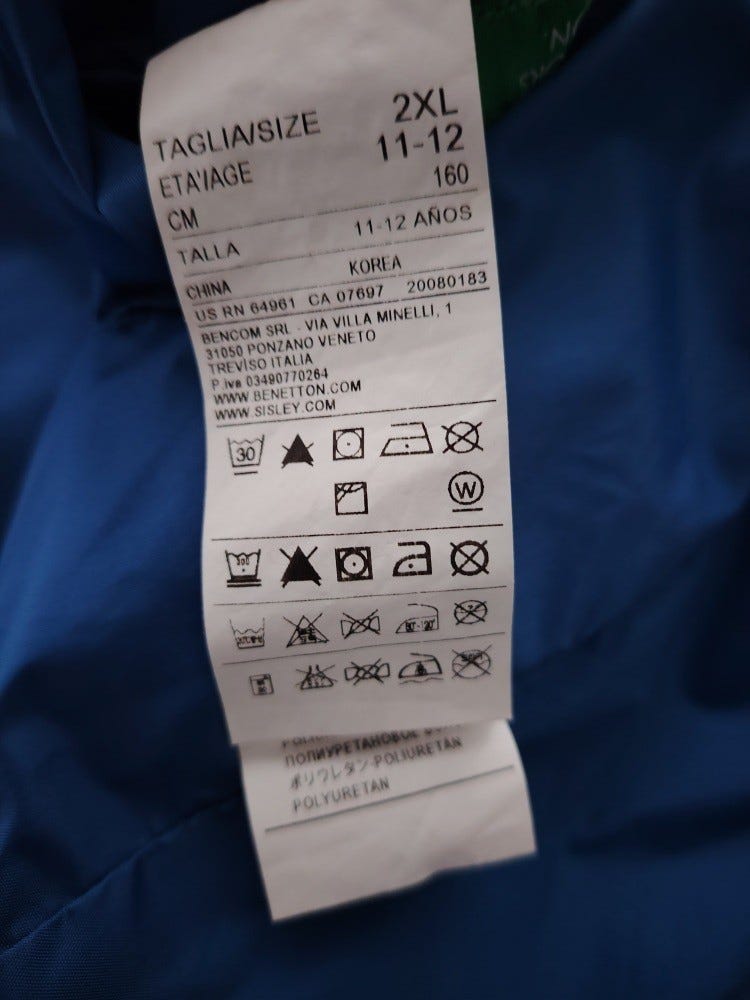 TAGLIA/SIZE 2XL
ETA'/AGE 11-12
CM 160
TALLA 11-12 AÑOS
CHINA KOREA
US RN 64961 CA 07697 20080183
BENCOM SRL - VIA VILLA MINELLI, 1
31050 PONZANO VENETO
TREVISO ITALIA
P.iva 03490770264
WWW.BENETTON.COM
WWW.SISLEY.COM
30
W
ПОЛИУРЕТАНОВОЕ
ポリウレタン-POLIURETAN
POLYURETAN